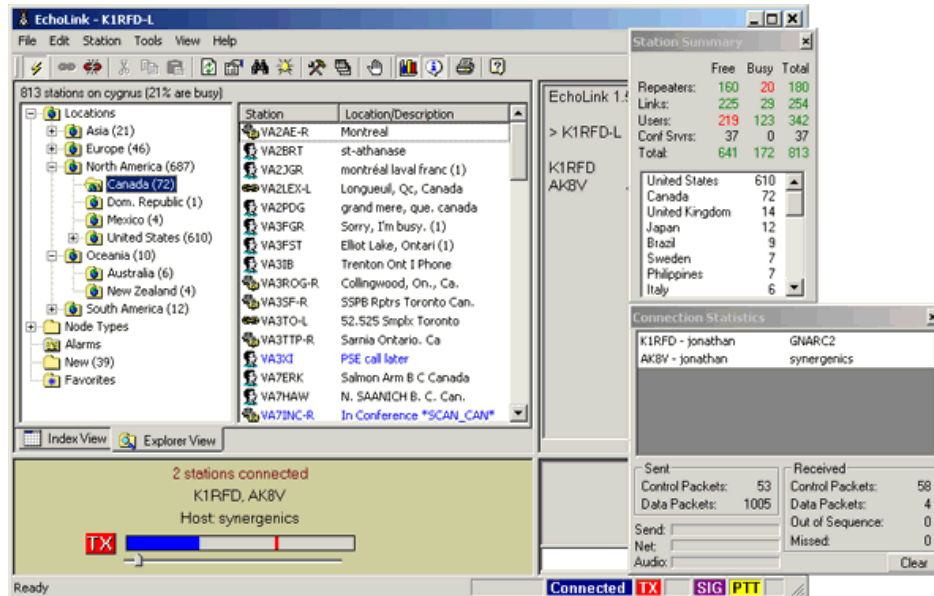 EchoLink - K1RFD-L
File Edit Station Tools View Help
813 stations on cygnus (21% are busy)
Locations
Asia (21)
Europe (46)
North America (687)
Canada (72)
Dom. Republic (1)
Mexico (4)
United States (610)
Oceania (10)
Australia (6)
New Zealand (4)
South America (12)
Node Types
Alarms
New (39)
Favorites
Station Location/Description
VA2AE-R Montreal
VA2BRT st-athanase
VA2JGR montréal laval franc (1)
VA2LEX-L Longueuil, Qc, Canada
VA2PDG grand mere, que. canada
VA3FGR Sorry, I'm busy. (1)
VA3FST Elliot Lake, Ontari (1)
VA3IB Trenton Ont I Phone
VA3ROG-R Collingwood, On., Ca.
VA3SF-R SSPB Rptrs Toronto Can.
VA3TO-L 52.525 Smplx Toronto
VA3TTP-R Sarnia Ontario. Ca
VA3XI PSE call later
VA7ERK Salmon Arm B C Canada
VA7HAW N. SAANICH B. C. Can.
VA7INC-R In Conference *SCAN_CAN*
Index View Explorer View
EchoLink 1.5
> K1RFD-L
K1RFD
AK8V
Station Summary
Free Busy Total
Repeaters: 160 20 180
Links: 225 29 254
Users: 219 123 342
Conf Srvrs: 37 0 37
Total: 641 172 813
United States 610
Canada 72
United Kingdom 14
Japan 12
Brazil 9
Sweden 7
Philippines 7
Italy 6
Connection Statistics
K1RFD - jonathan GNARC2
AK8V - jonathan synergenics
Sent
Control Packets: 53
Data Packets: 1005
Received
Control Packets: 58
Data Packets: 4
Out of Sequence: 0
Missed: 0
Send:
Net:
Audio:
Clear
2 stations connected
K1RFD, AK8V
Host: synergenics
TX
Ready
Connected TX SIG PTT